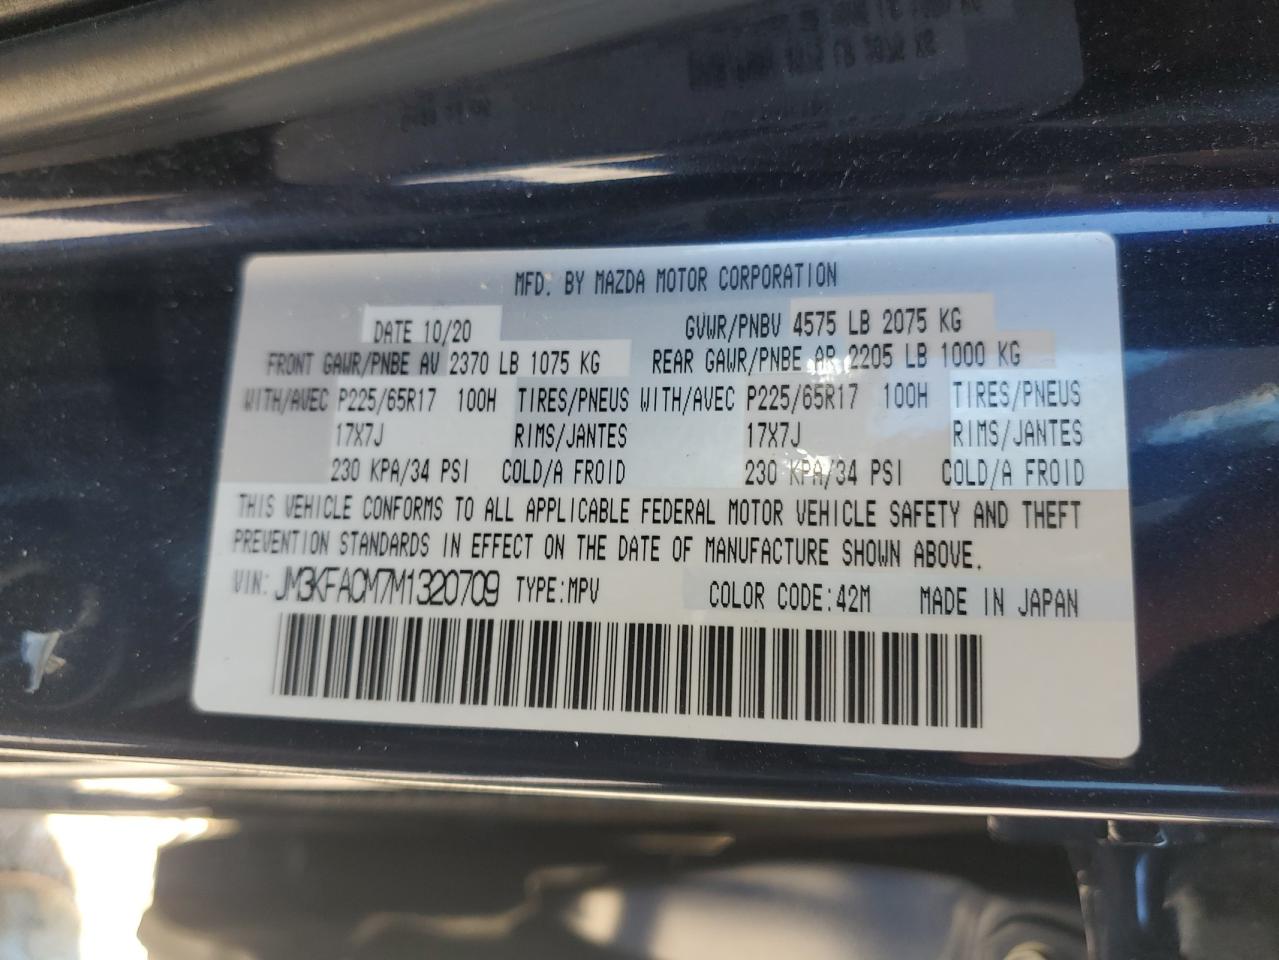 MFD. BY MAZDA MOTOR CORPORATION
DATE 10/20 GVWR/PNBV 4575 LB 2075 KG
FRONT GAWR/PNBE AV 2370 LB 1075 KG REAR GAWR/PNBE AR 2205 LB 1000 KG
WITH/AVEC P225/65R17 100H TIRES/PNEUS WITH/AVEC P225/65R17 100H TIRES/PNEUS
17X7J RIMS/JANTES 17X7J RIMS/JANTES
230 KPA/34 PSI COLD/A FROID 230 KPA/34 PSI COLD/A FROID
THIS VEHICLE CONFORMS TO ALL APPLICABLE FEDERAL MOTOR VEHICLE SAFETY AND THEFT
PREVENTION STANDARDS IN EFFECT ON THE DATE OF MANUFACTURE SHOWN ABOVE.
VIN: JM3KFACM7M1320709 TYPE:MPV COLOR CODE:42M MADE IN JAPAN